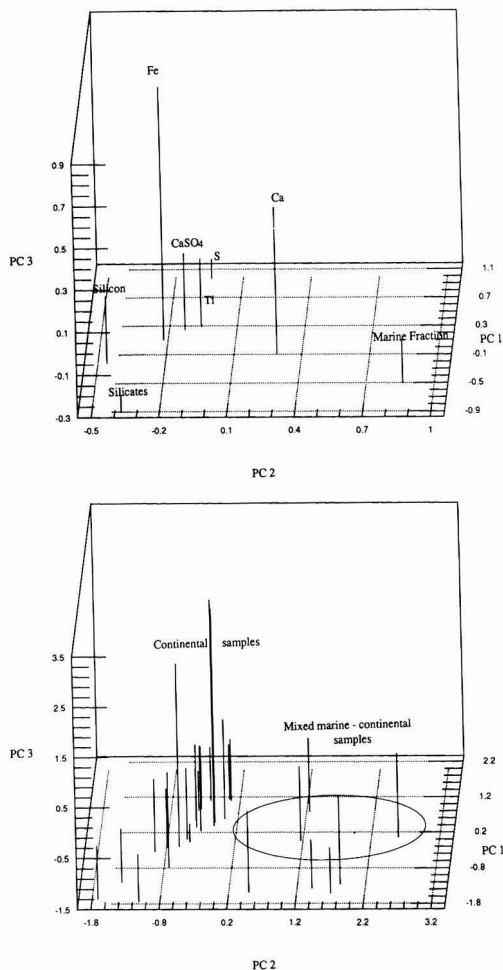 Fe
0.9
0.7
CaSO4
Ca
0.5
S
PC 3
1.1
0.3
Silicon
Ti
0.7
0.1
0.3
Marine Fraction
PC 1
-0.1
-0.1
Silicates
-0.5
-0.3
-0.9
-0.5
-0.2
0.1
0.4
0.7
1
PC 2
3.5
Continental samples
2.5
Mixed marine - continental
samples
PC 3
1.5
2.2
0.5
1.2
0.2
PC 1
-0.5
-0.8
-1.5
-1.8
-1.8
-0.8
0.2
1.2
2.2
3.2
PC 2